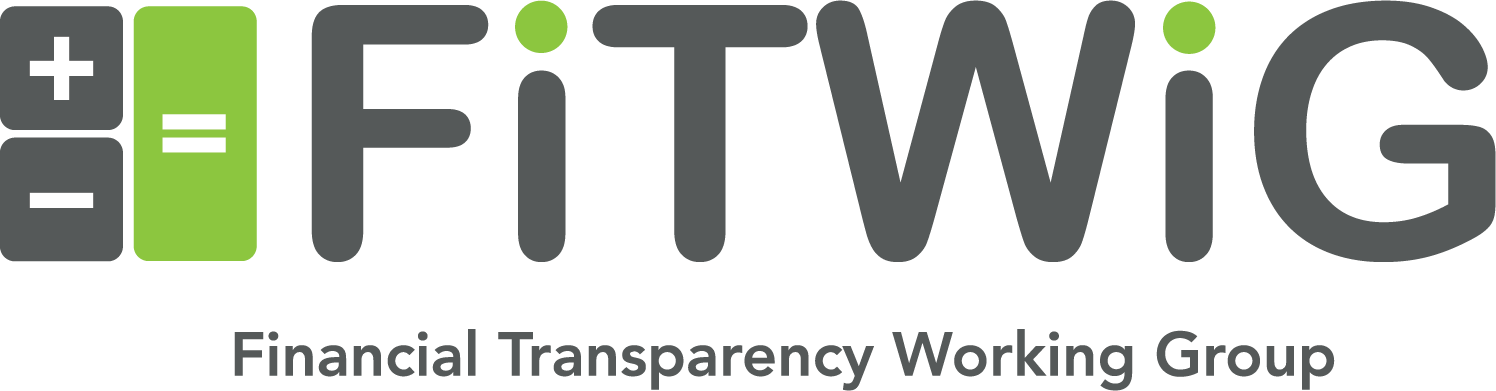 + = FiTWiG
-
Financial Transparency Working Group